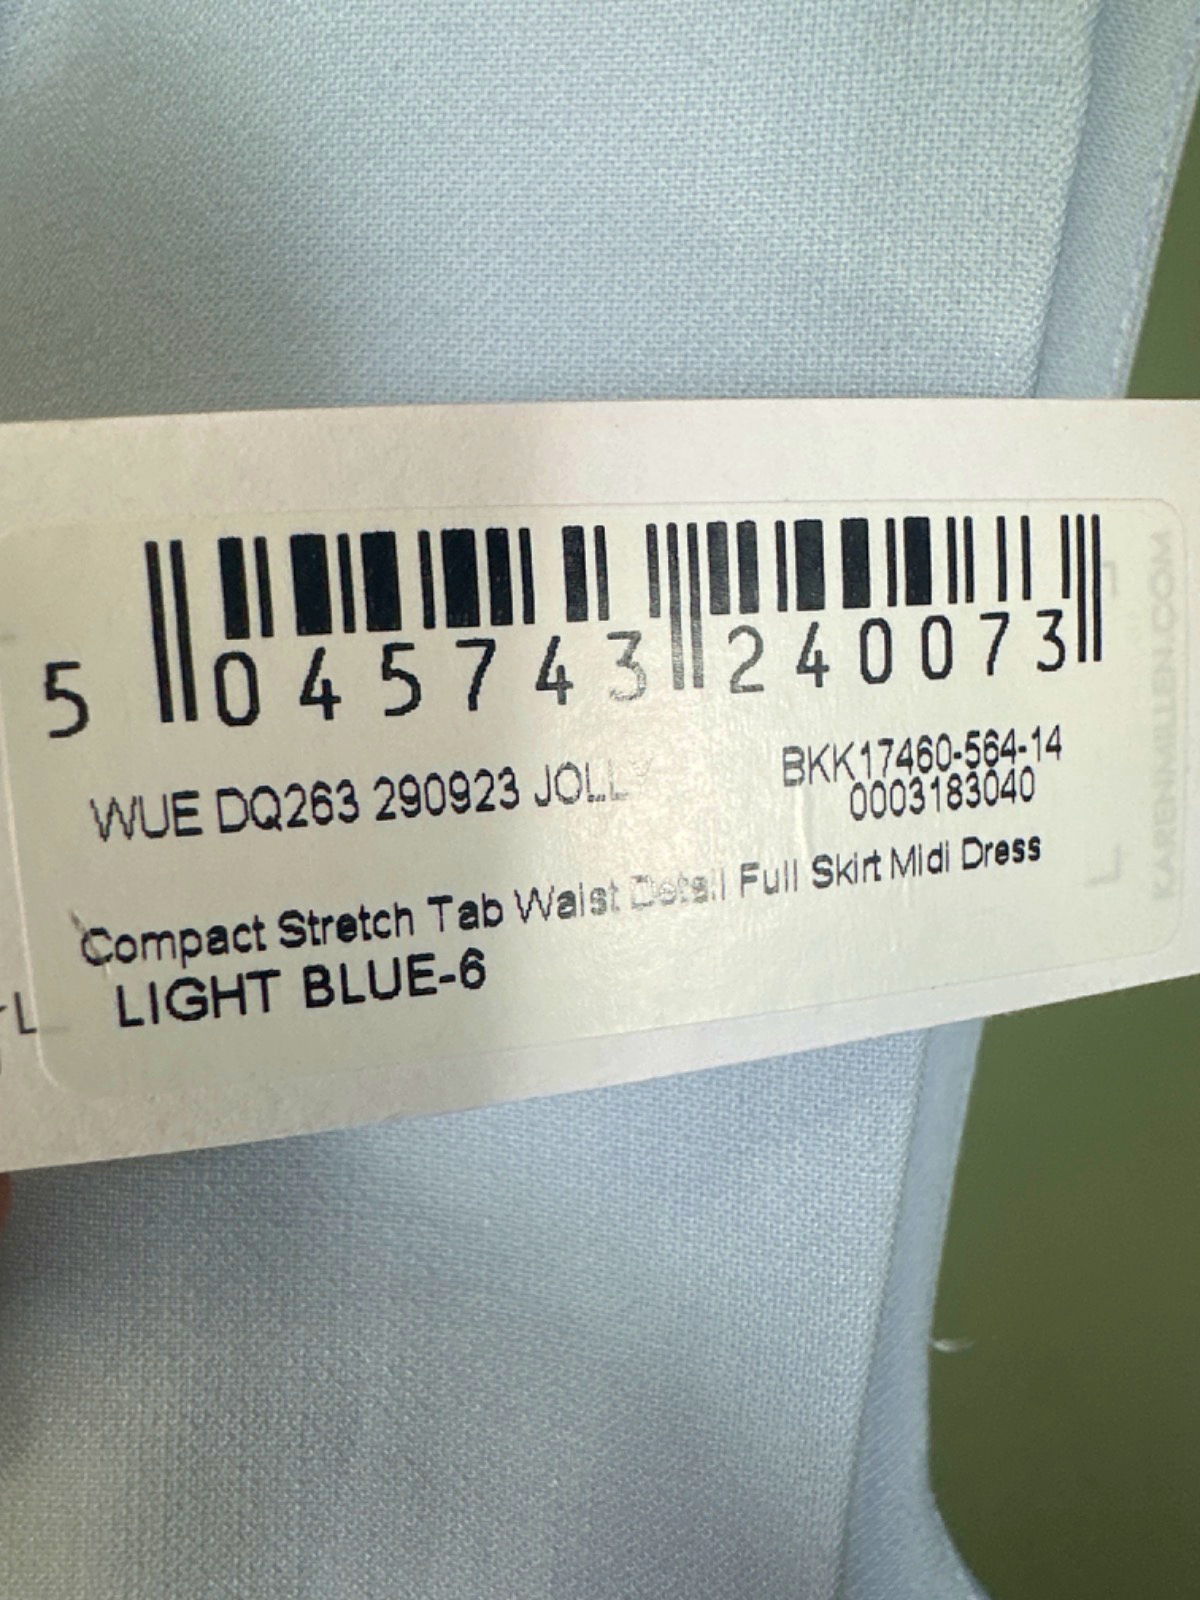 5 045743 240073
WUE DQ263 290923 JOLLY
BKK17460-564-14
0003183040
Compact Stretch Tab Waist Detail Full Skirt Midi Dress
LIGHT BLUE-6
KARENMILLEN.COM